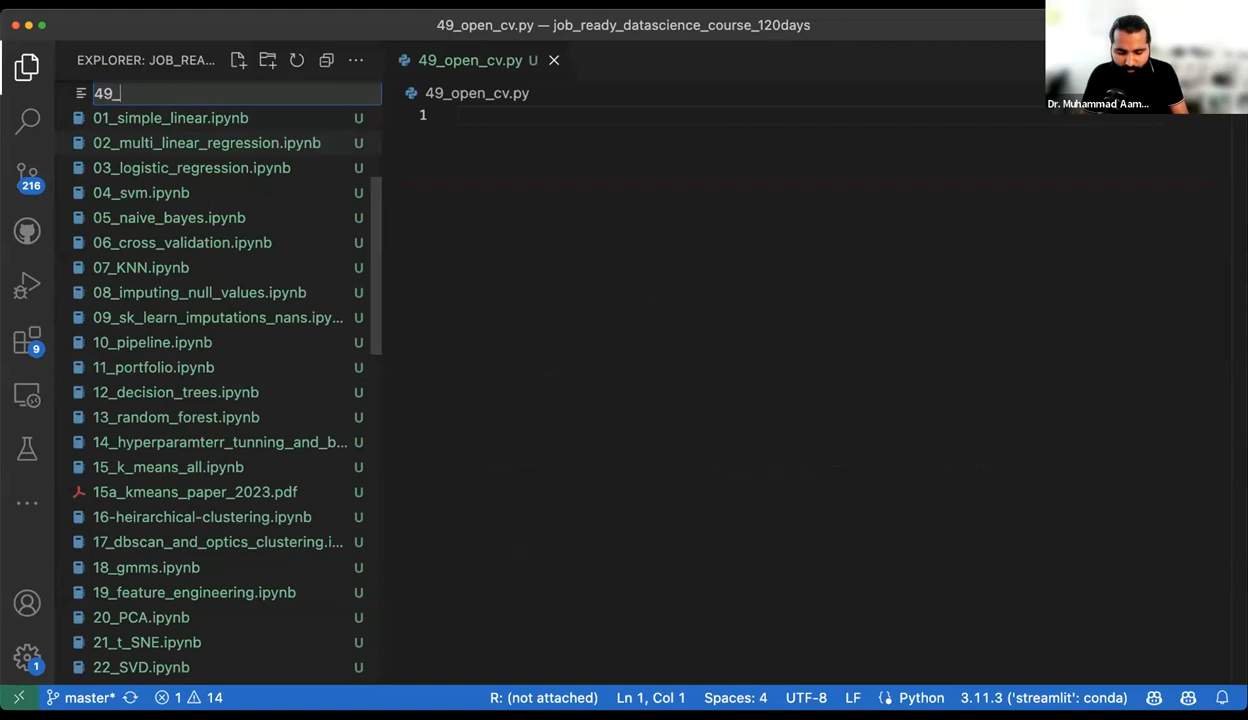 49_open_cv.py — job_ready_datascience_course_120days
EXPLORER: JOB_REA...
49_open_cv.py U
49_
49_open_cv.py
1
Dr. Muhammad Aam...
01_simple_linear.ipynb U
02_multi_linear_regression.ipynb U
03_logistic_regression.ipynb U
216
04_svm.ipynb U
05_naive_bayes.ipynb U
06_cross_validation.ipynb U
07_KNN.ipynb U
08_imputing_null_values.ipynb U
09_sk_learn_imputations_nans.ipy... U
10_pipeline.ipynb U
9
11_portfolio.ipynb U
12_decision_trees.ipynb U
13_random_forest.ipynb U
14_hyperparamterr_tunning_and_b... U
15_k_means_all.ipynb U
15a_kmeans_paper_2023.pdf U
16-heirarchical-clustering.ipynb U
17_dbscan_and_optics_clustering.i... U
18_gmms.ipynb U
19_feature_engineering.ipynb U
20_PCA.ipynb U
21_t_SNE.ipynb U
22_SVD.ipynb U
1
master* 1 14 R: (not attached) Ln 1, Col 1 Spaces: 4 UTF-8 LF Python 3.11.3 ('streamlit': conda)